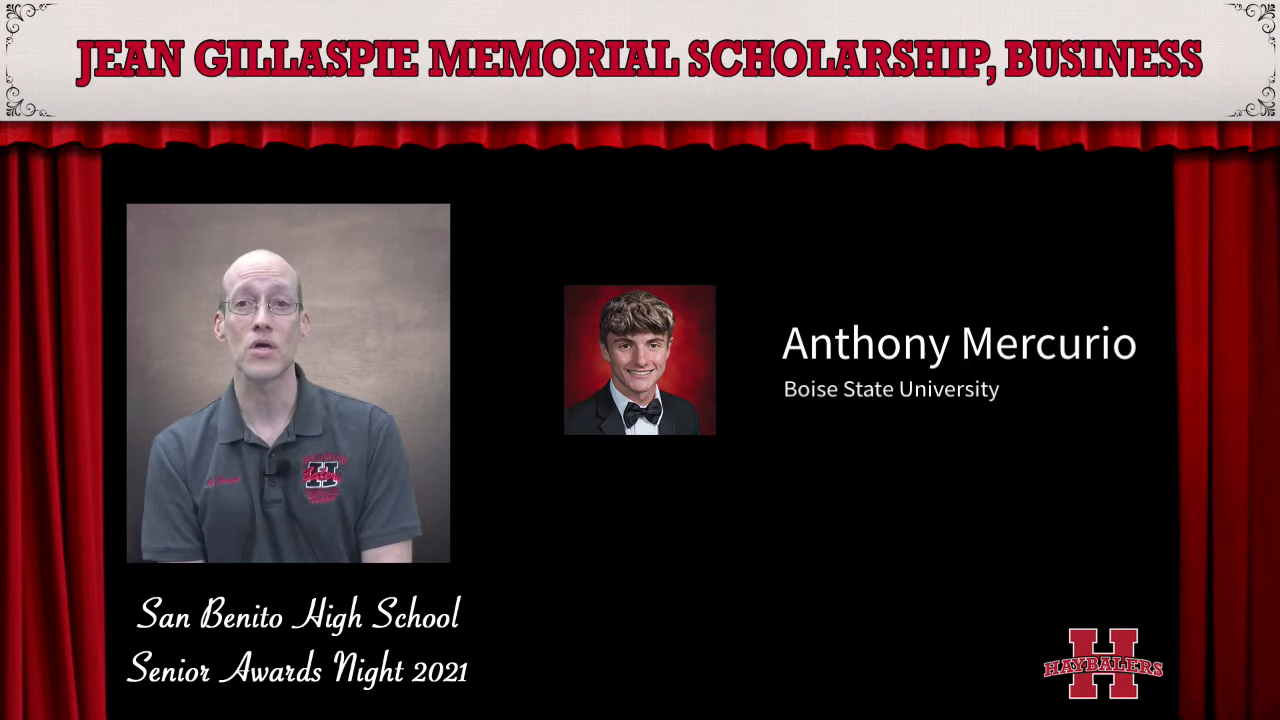 JEAN GILLASPIE MEMORIAL SCHOLARSHIP, BUSINESS
Anthony Mercurio
Boise State University
San Benito High School
Senior Awards Night 2021
H
HAYBALERS